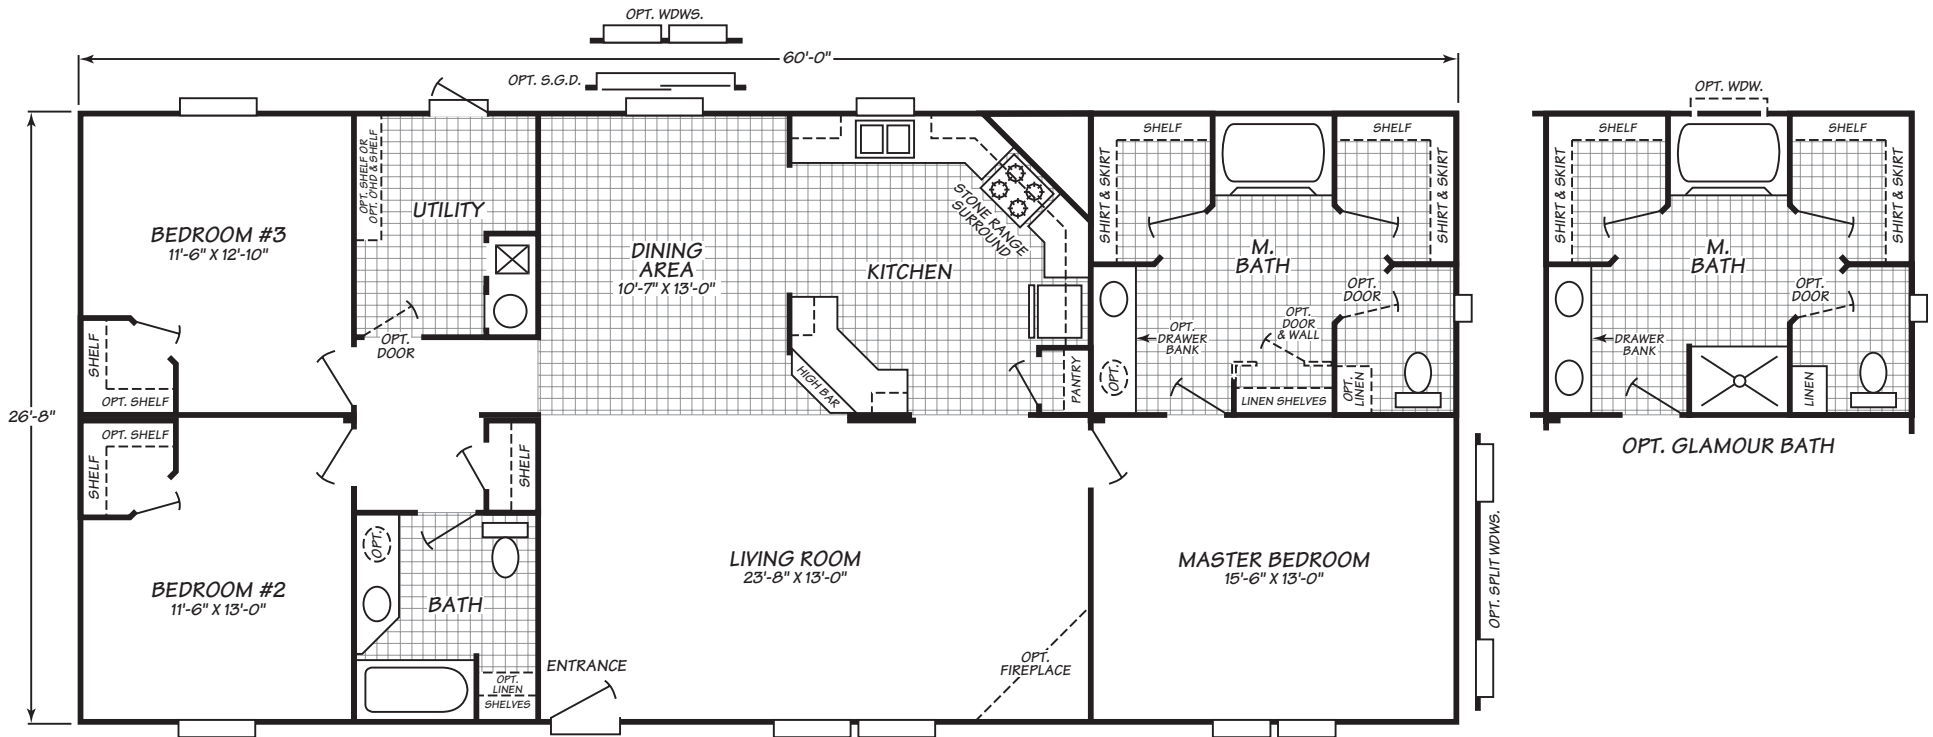 OPT. WDWS.
60'-0"
OPT. S.G.D.
OPT. SHELF OR
OPT. O'HD & SHELF
UTILITY
BEDROOM #3
11'-6" X 12'-10"
OPT.
DOOR
SHELF
OPT. SHELF
DINING
AREA
10'-7" X 13'-0"
KITCHEN
STONE RANGE
SURROUND
HIGH BAR
PANTRY
SHELF
SHIRT & SKIRT
SHELF
SHIRT & SKIRT
M.
BATH
OPT.
DOOR
OPT.
DOOR
& WALL
OPT.
DRAWER
BANK
OPT.
LINEN SHELVES
OPT.
LINEN
26'-8"
OPT. SHELF
SHELF
SHELF
BEDROOM #2
11'-6" X 13'-0"
OPT.
BATH
OPT.
LINEN
SHELVES
ENTRANCE
LIVING ROOM
23'-8" X 13'-0"
OPT.
FIREPLACE
MASTER BEDROOM
15'-6" X 13'-0"
OPT. SPLIT WDWS.
OPT. WDW.
SHELF
SHIRT & SKIRT
SHELF
SHIRT & SKIRT
M.
BATH
OPT.
DOOR
DRAWER
BANK
LINEN
OPT. GLAMOUR BATH